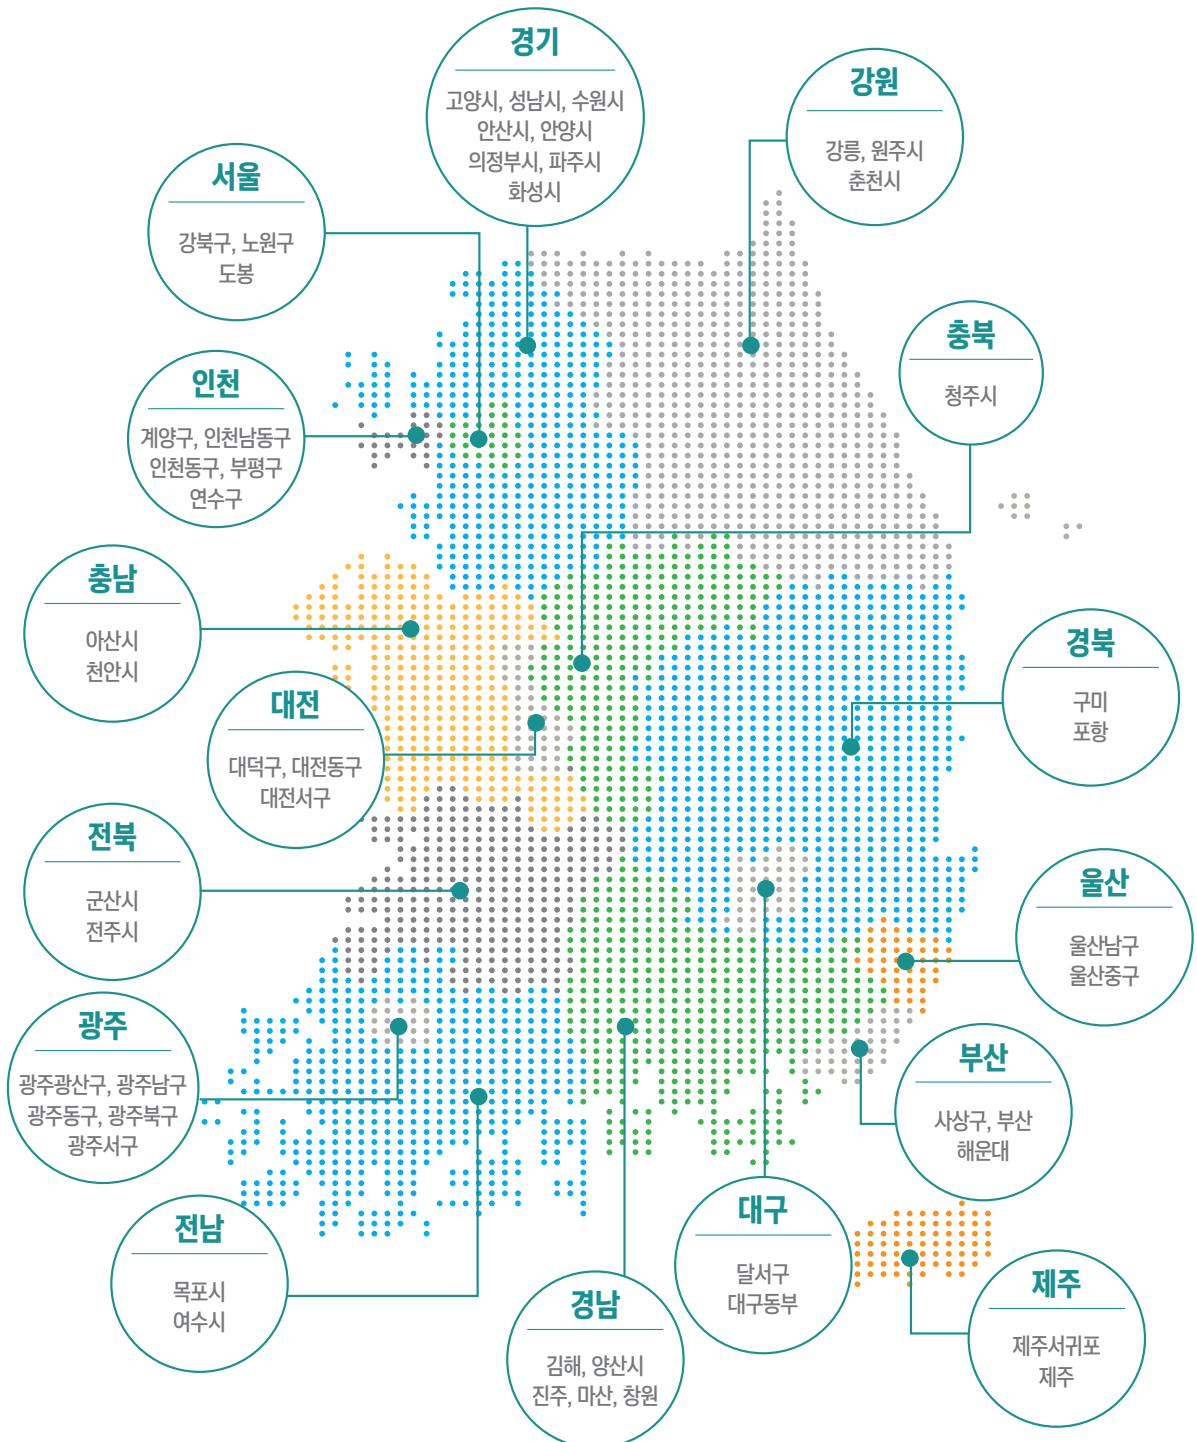 경기
고양시, 성남시, 수원시
안산시, 안양시
의정부시, 파주시
화성시
강원
강릉, 원주시
춘천시
서울
강북구, 노원구
도봉
충북
청주시
인천
계양구, 인천남동구
인천동구, 부평구
연수구
충남
아산시
천안시
경북
구미
포항
대전
대덕구, 대전동구
대전서구
전북
군산시
전주시
울산
울산남구
울산중구
광주
광주광산구, 광주남구
광주동구, 광주북구
광주서구
부산
사상구, 부산
해운대
전남
목포시
여수시
대구
달서구
대구동부
경남
김해, 양산시
진주, 마산, 창원
제주
제주서귀포
제주